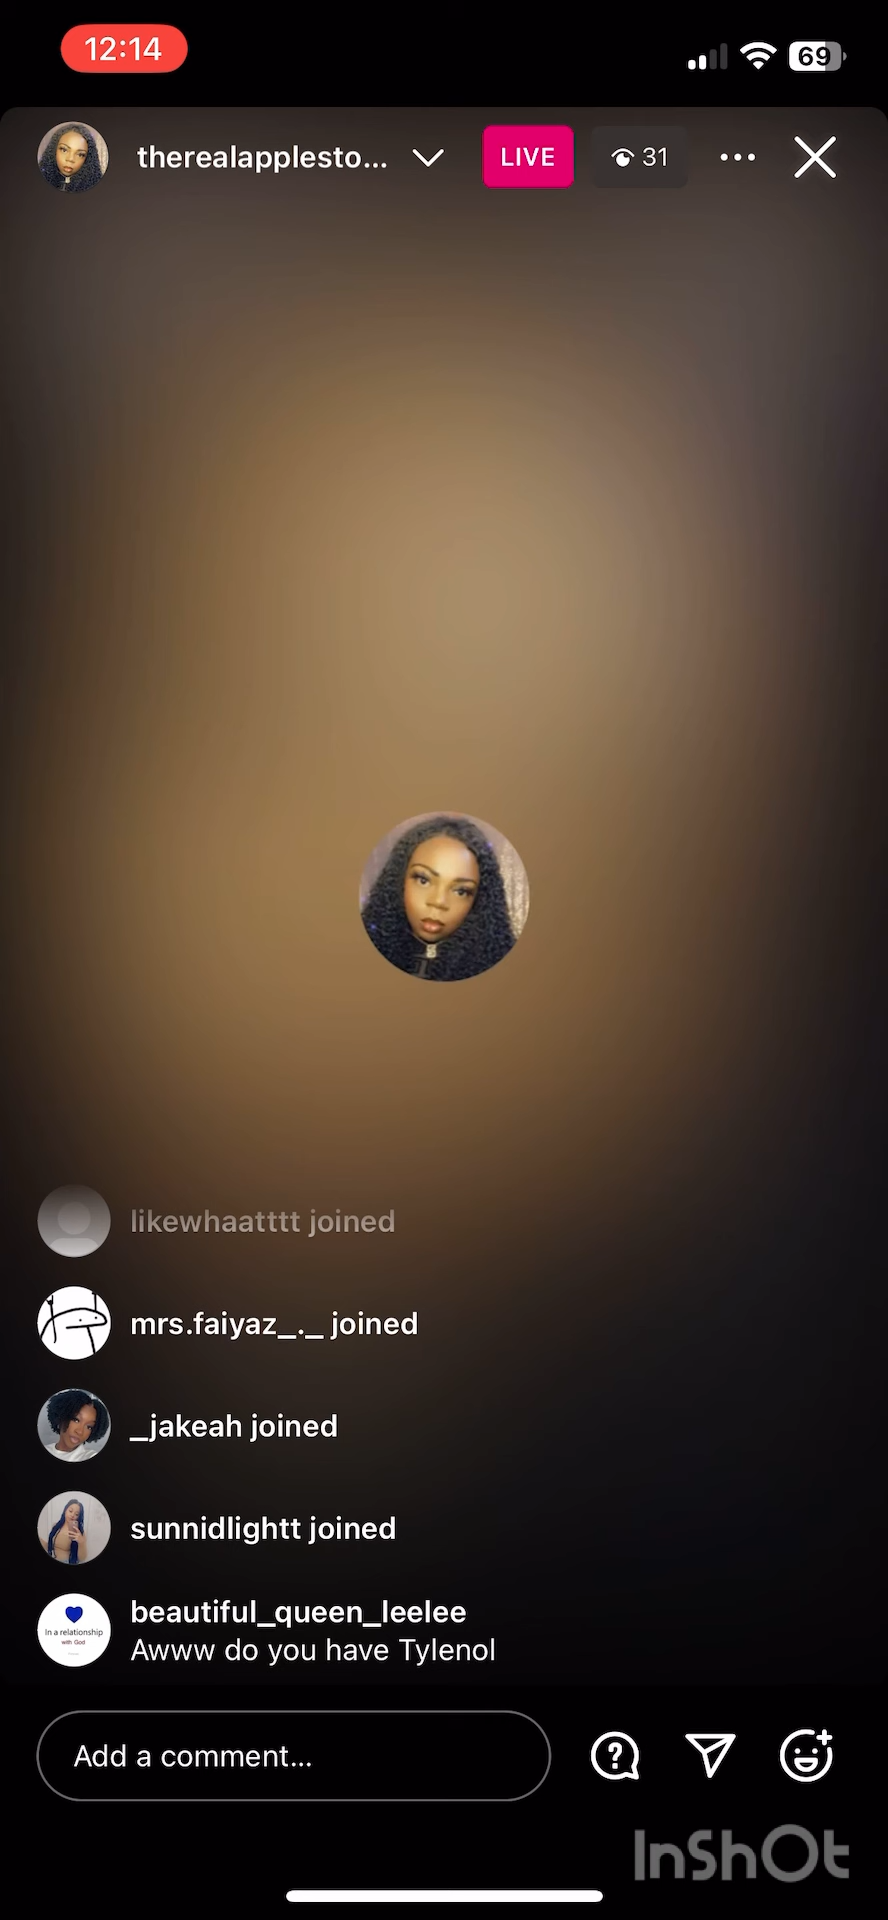 12:14
69
therealapplesto...
LIVE
31
likewhaatttt joined
mrs.faiyaz_._ joined
_jakeah joined
sunnidlightt joined
In a relationship
with God
beautiful_queen_leelee
Awww do you have Tylenol
Add a comment...
InShOt